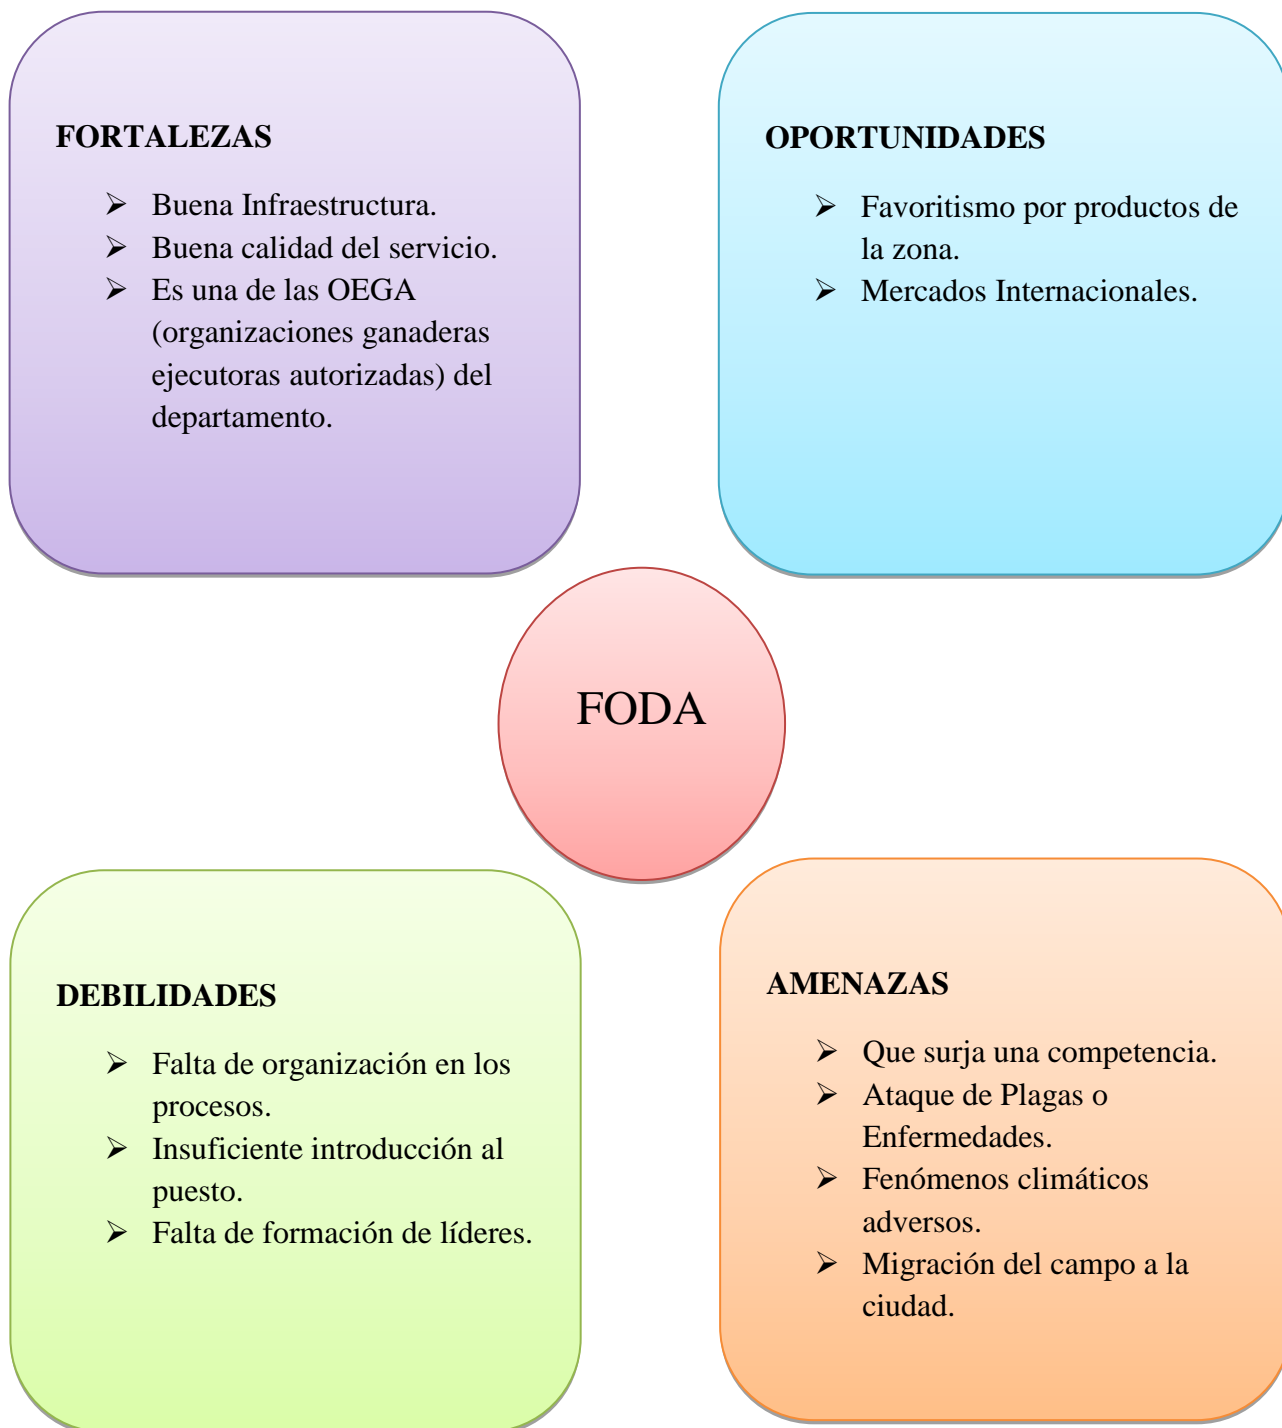 FORTALEZAS
➢ Buena Infraestructura.
➢ Buena calidad del servicio.
➢ Es una de las OEGA
(organizaciones ganaderas
ejecutoras autorizadas) del
departamento.
OPORTUNIDADES
➢ Favoritismo por productos de
la zona.
➢ Mercados Internacionales.
FODA
DEBILIDADES
➢ Falta de organización en los
procesos.
➢ Insuficiente introducción al
puesto.
➢ Falta de formación de líderes.
AMENAZAS
➢ Que surja una competencia.
➢ Ataque de Plagas o
Enfermedades.
➢ Fenómenos climáticos
adversos.
➢ Migración del campo a la
ciudad.